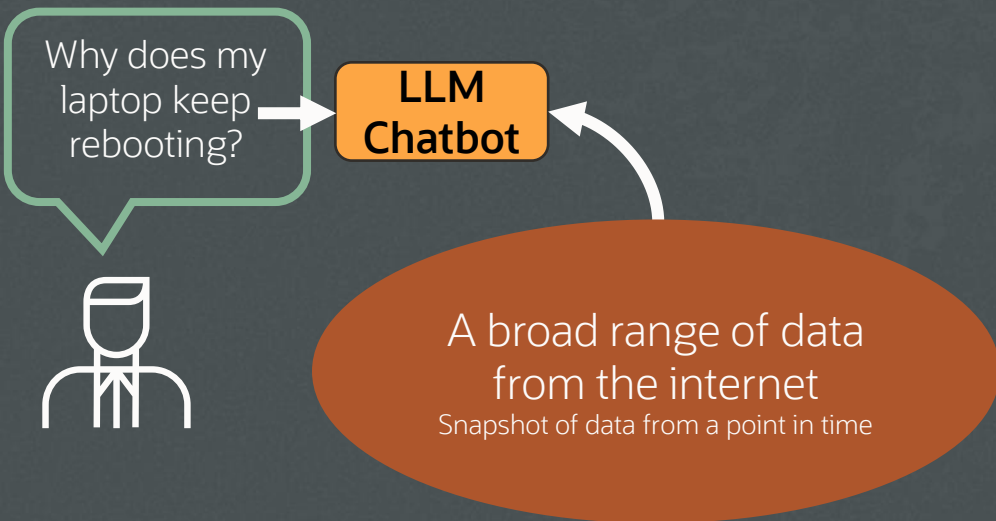 Why does my
laptop keep
rebooting?
LLM
Chatbot
A broad range of data
from the internet
Snapshot of data from a point in time